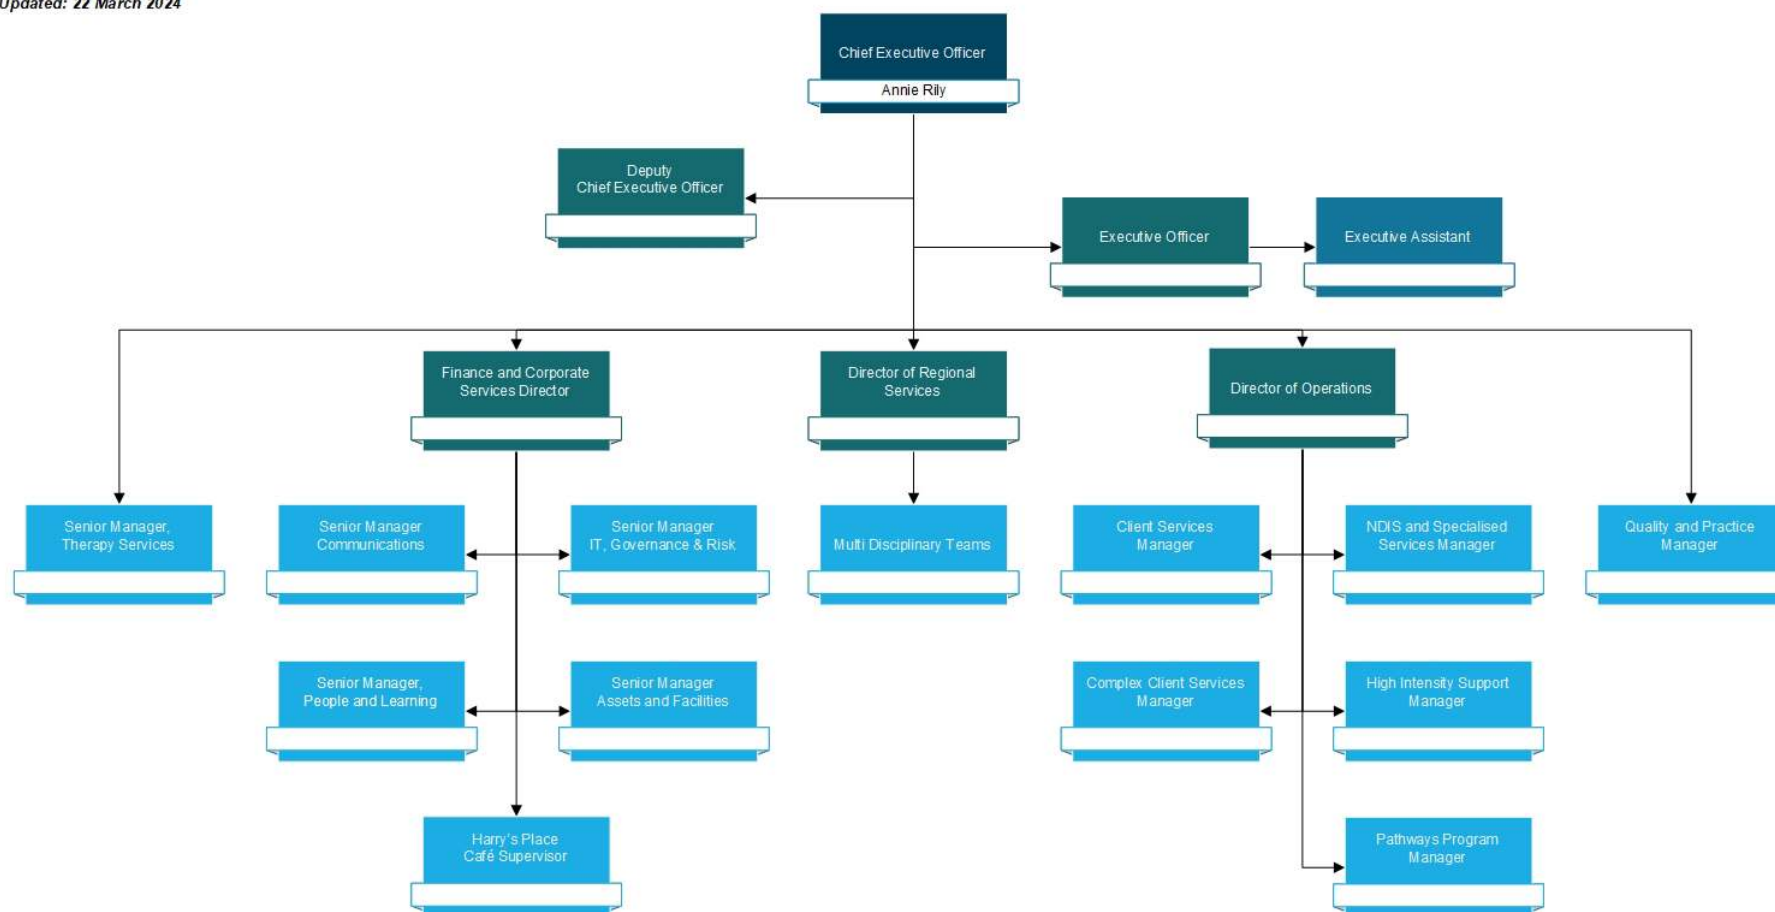 Updated: 22 March 2024
Chief Executive Officer
Annie Rily
Deputy
Chief Executive Officer
Executive Officer
Executive Assistant
Finance and Corporate
Services Director
Director of Regional
Services
Director of Operations
Senior Manager,
Therapy Services
Senior Manager
Communications
Senior Manager
IT, Governance & Risk
Multi Disciplinary Teams
Client Services
Manager
NDIS and Specialised
Services Manager
Quality and Practice
Manager
Senior Manager,
People and Learning
Senior Manager
Assets and Facilities
Complex Client Services
Manager
High Intensity Support
Manager
Harry's Place
Café Supervisor
Pathways Program
Manager